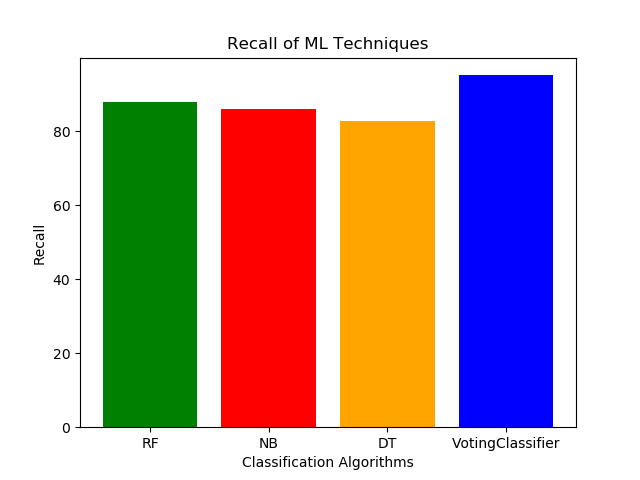 Recall of ML Techniques
80
60
40
20
0
Recall
RF NB DT VotingClassifier
Classification Algorithms